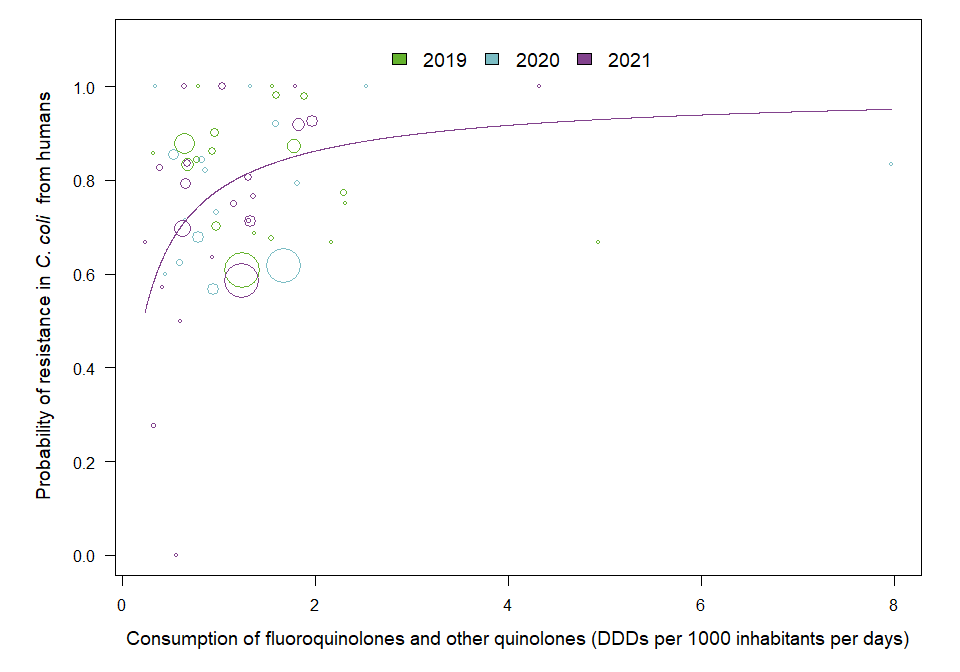 2019 2020 2021
Probability of resistance in C. coli from humans
1.0
0.8
0.6
0.4
0.2
0.0
0 2 4 6 8
Consumption of fluoroquinolones and other quinolones (DDDs per 1000 inhabitants per days)